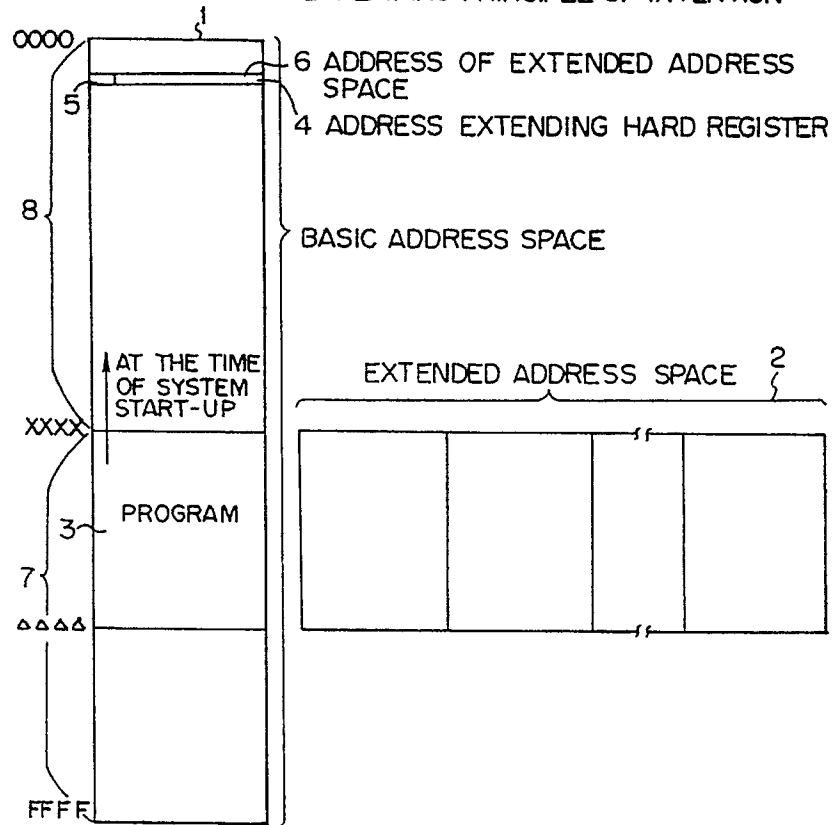 1
0000
6 ADDRESS OF EXTENDED ADDRESS
SPACE
5
4 ADDRESS EXTENDING HARD REGISTER
8
BASIC ADDRESS SPACE
AT THE TIME
OF SYSTEM
START-UP
EXTENDED ADDRESS SPACE 2
XXXX
PROGRAM
3
7
△△△△
FFFF